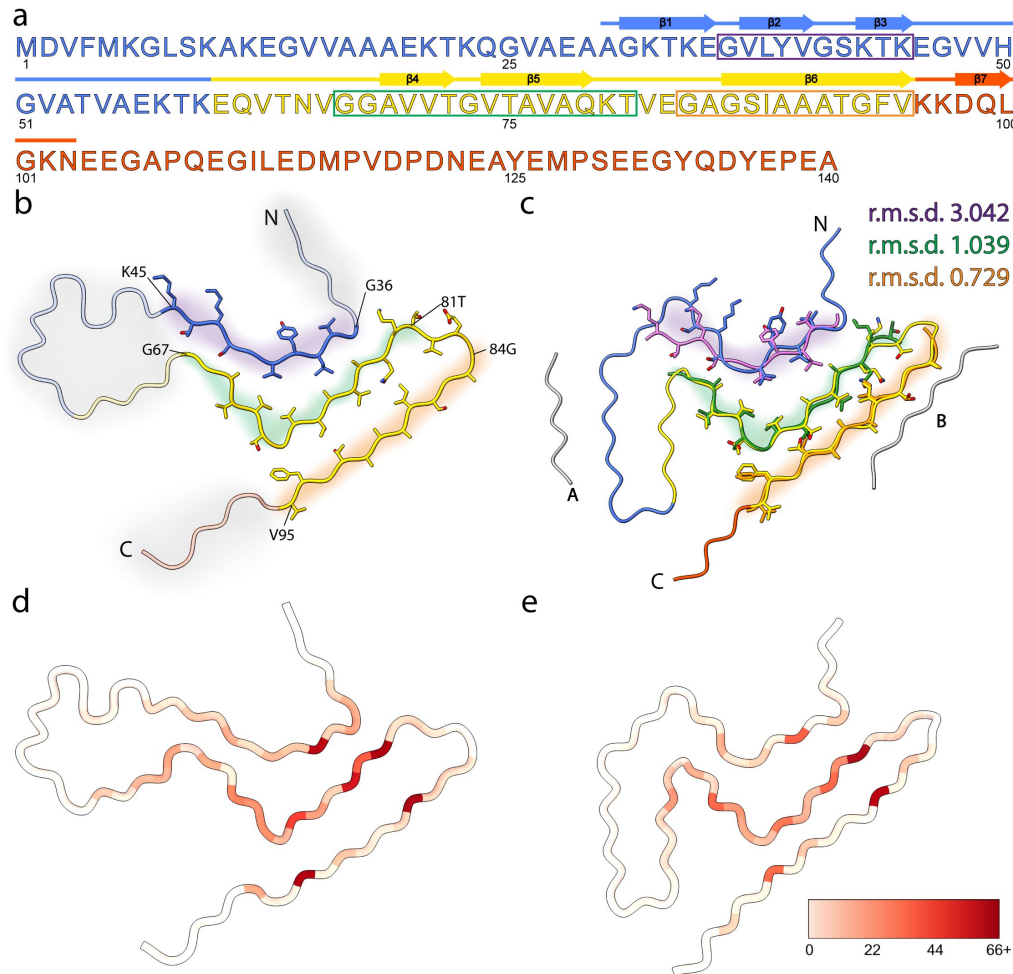 a
β1 β2 β3
MDVFMKGLSKAKEGVVAAAEKTKQGVAEAAGKTKEGVLYVGSKTKEGVVH
1 25 50
β4 β5 β6 β7
GVATVAEKTKEQVTNVGGAVVTGVTAVAQKTVEGAGSIAAATGFVKKDQL
51 75 100
GKNEEGAPQEGILEDMPVDPDNEAYEMPSEEGYQDYEPEA
101 125 140
b
N
K45
G36
81T
G67
84G
V95
C
c
r.m.s.d. 3.042
r.m.s.d. 1.039
r.m.s.d. 0.729
N
A
B
C
d
e
0 22 44 66+